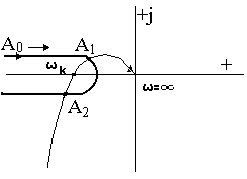 +j
A₀ → A₁
ωₖ +
ω=∞
A₂